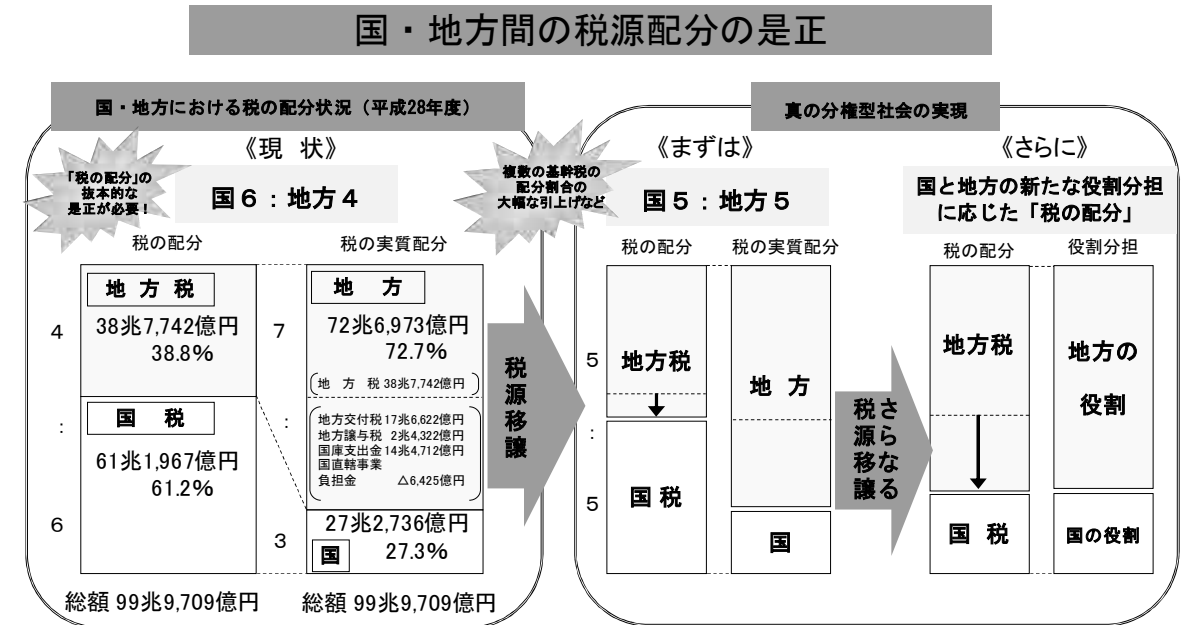 国・地方間の税源配分の是正
国・地方における税の配分状況（平成28年度）
《現　状》
「税の配分」の
抜本的な
是正が必要！
国６：地方４
税の配分
税の実質配分
地 方 税
38兆7,742億円
38.8%
国　税
61兆1,967億円
61.2%
4
：
6
地　方
72兆6,973億円
72.7%
地　方　税 38兆7,742億円
地方交付税 17兆6,622億円
地方譲与税 2兆4,322億円
国庫支出金 14兆4,712億円
国直轄事業
負担金　△6,425億円
27兆2,736億円
国
27.3%
7
：
3
総額 99兆9,709億円
総額 99兆9,709億円
税源移譲
真の分権型社会の実現
複数の基幹税の
配分割合の
大幅な引上げなど
《まずは》
国５：地方５
税の配分
税の実質配分
5
：
5
地方税
国 税
地 方
国
さらなる
税源移譲
《さらに》
国と地方の新たな役割分担
に応じた「税の配分」
税の配分
役割分担
地方税
国 税
地方の
役割
国の役割